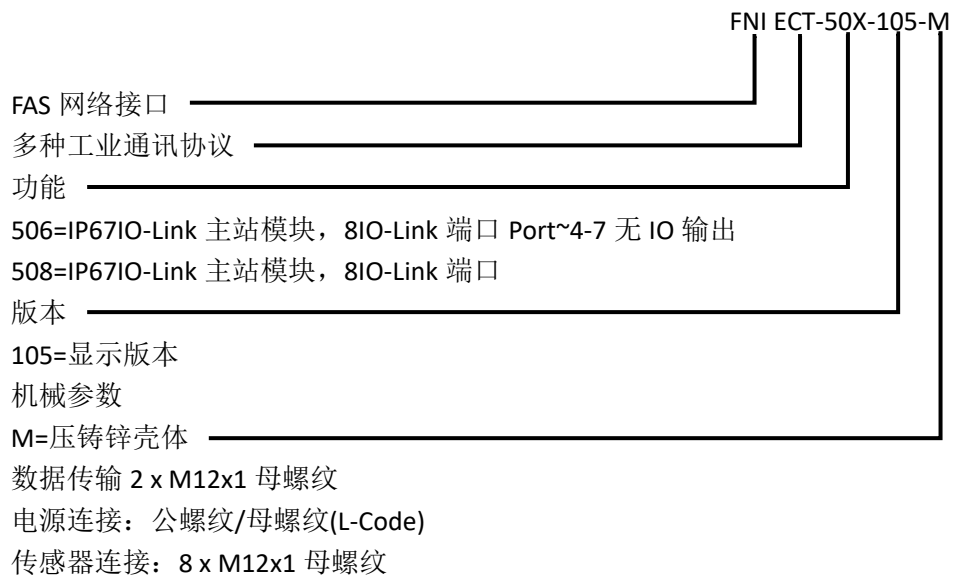 FNI ECT-50X-105-M
FAS 网络接口
多种工业通讯协议
功能
506=IP67IO-Link 主站模块，8IO-Link 端口 Port~4-7 无 IO 输出
508=IP67IO-Link 主站模块，8IO-Link 端口
版本
105=显示版本
机械参数
M=压铸锌壳体
数据传输 2 x M12x1 母螺纹
电源连接：公螺纹/母螺纹(L-Code)
传感器连接：8 x M12x1 母螺纹